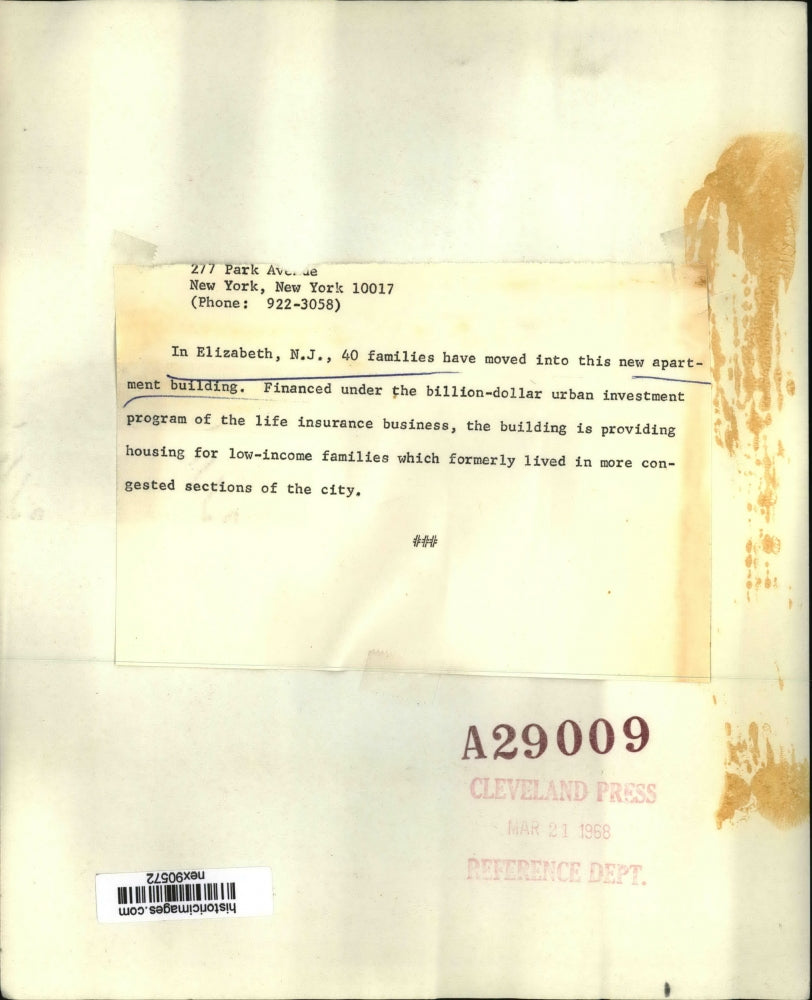 277 Park Avenue
New York, New York 10017
(Phone: 922-3058)
In Elizabeth, N.J., 40 families have moved into this new apart-
ment building. Financed under the billion-dollar urban investment
program of the life insurance business, the building is providing
housing for low-income families which formerly lived in more con-
gested sections of the city.
###
A29009
CLEVELAND PRESS
MAR 21 1968
REFERENCE DEPT.
historicimages.com
nex90572